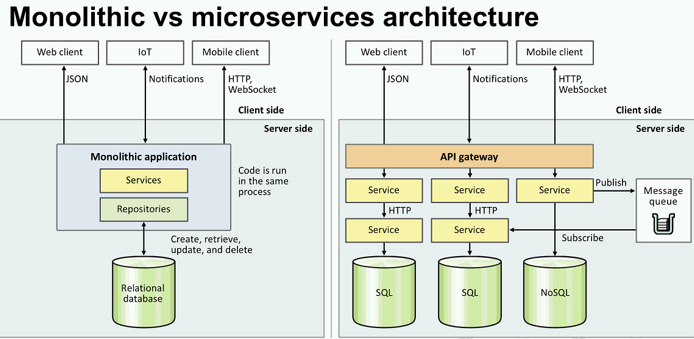 Monolithic vs microservices architecture
Web client
IoT
Mobile client
JSON
Notifications
HTTP,
WebSocket
Client side
Server side
Monolithic application
Services
Repositories
Code is run
in the same
process
Create, retrieve,
update, and delete
Relational
database
Web client
IoT
Mobile client
JSON
Notifications
HTTP,
WebSocket
Client side
Server side
API gateway
Service
Service
Service
Publish
Message
queue
HTTP
HTTP
Service
Service
Subscribe
SQL
SQL
NoSQL